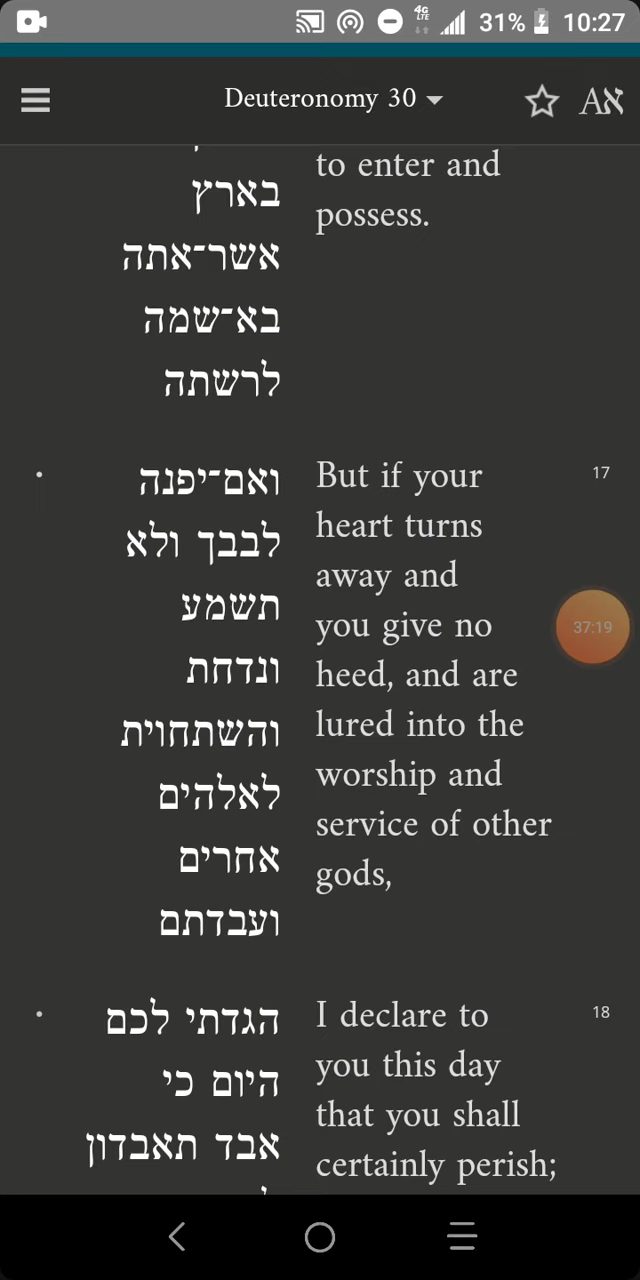 4G
LTE
31%
10:27
Deuteronomy 30
Aא
בארץ
אשר־אתה
בא־שמה
לרשתה
to enter and
possess.
ואם־יפנה
לבבך ולא
תשמע
ונדחת
והשתחוית
לאלהים
אחרים
ועבדתם
But if your
heart turns
away and
you give no
heed, and are
lured into the
worship and
service of other
gods,
17
37:19
הגדתי לכם
היום כי
אבד תאבדון
I declare to
you this day
that you shall
certainly perish;
18